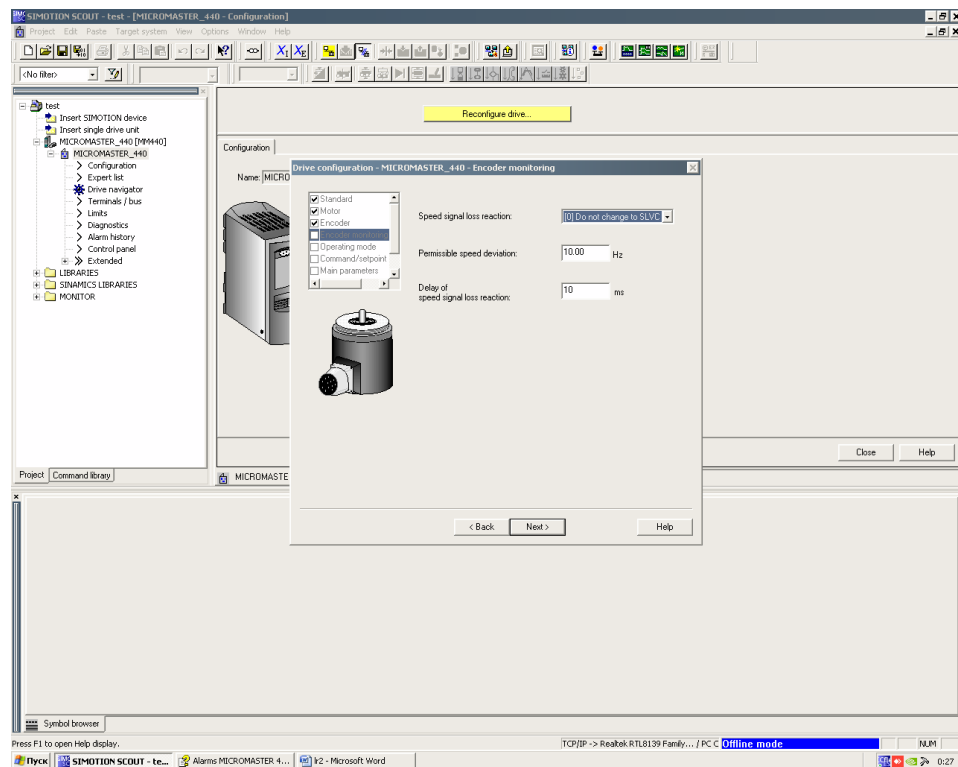 SIMOTION SCOUT - test - [MICROMASTER_440 - Configuration]
Project Edit Paste Target system View Options Window Help
<No filter>
test
Insert SIMOTION device
Insert single drive unit
MICROMASTER_440 [MM440]
MICROMASTER_440
Configuration
Expert list
Drive navigator
Terminals / bus
Limits
Diagnostics
Alarm history
Control panel
Extended
LIBRARIES
SINAMICS LIBRARIES
MONITOR
Project Command library
Reconfigure drive...
Configuration
Name: MICRO
Drive configuration - MICROMASTER_440 - Encoder monitoring
Standard
Motor
Encoder
Encoder monitoring
Operating mode
Command/setpoint
Main parameters
Speed signal loss reaction: [0] Do not change to SLVC
Permissible speed deviation: 10.00 Hz
Delay of
speed signal loss reaction: 10 ms
< Back Next > Help
Close Help
MICROMASTE
Symbol browser
Press F1 to open Help display.
TCP/IP -> Realtek RTL8139 Family... / PC C Offline mode NUM
Пуск SIMOTION SCOUT - te... Alarms MICROMASTER 4... lr2 - Microsoft Word 0:27